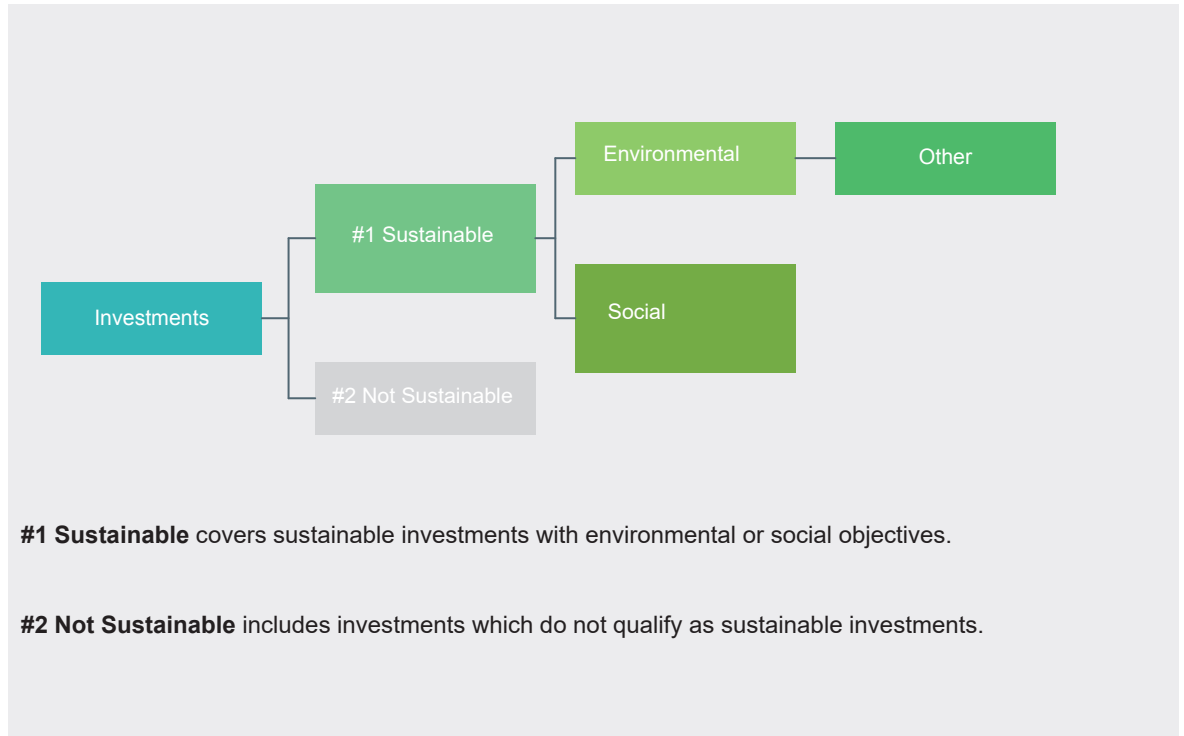 Environmental
Other
#1 Sustainable
Social
Investments
#2 Not Sustainable
#1 Sustainable covers sustainable investments with environmental or social objectives.
#2 Not Sustainable includes investments which do not qualify as sustainable investments.